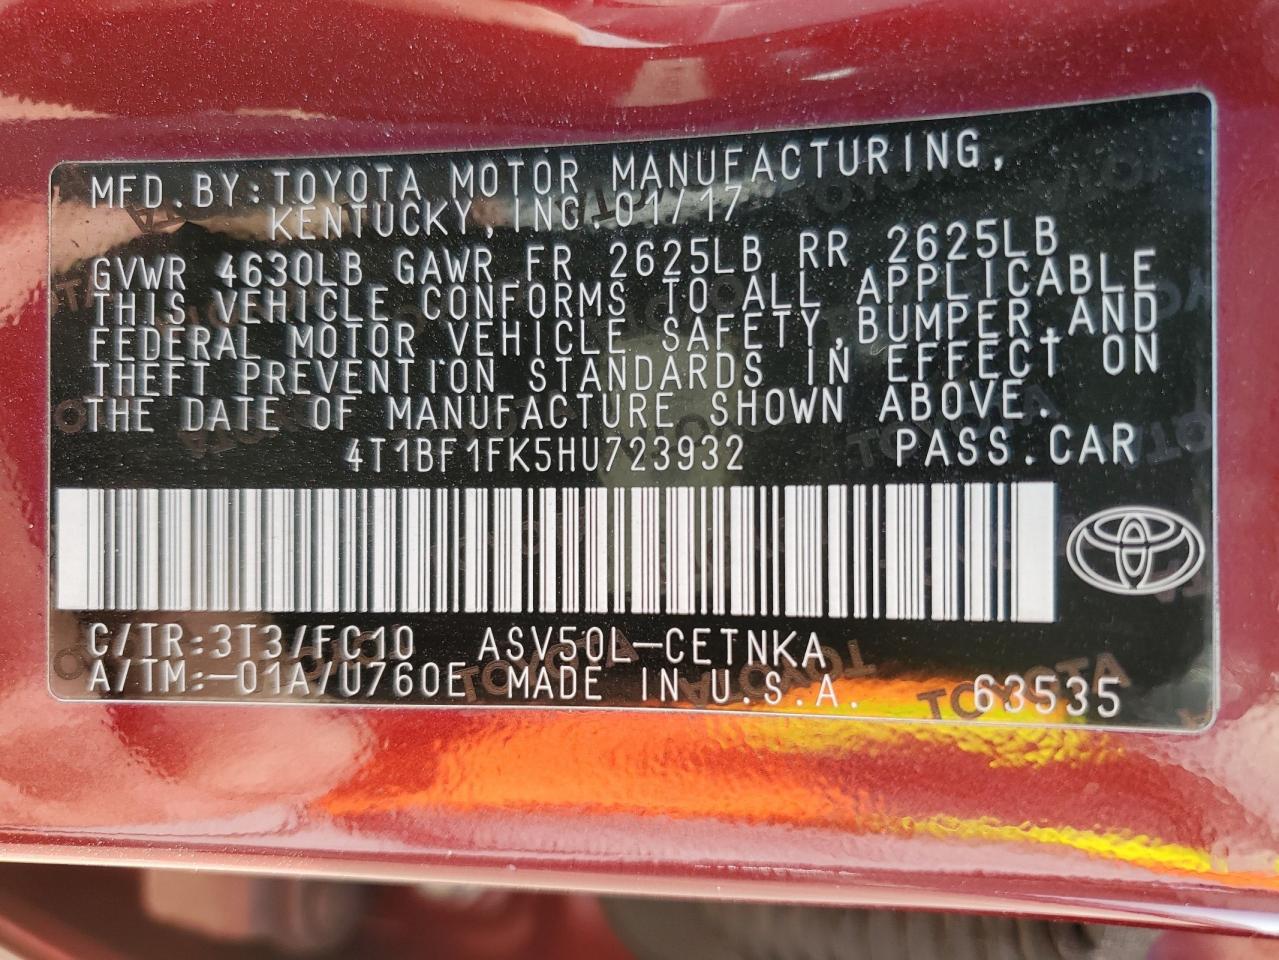 MFD.BY:TOYOTA MOTOR MANUFACTURING,
KENTUCKY, INC.01/17
GVWR 4630LB GAWR FR 2625LB RR 2625LB
THIS VEHICLE CONFORMS TO ALL APPLICABLE
FEDERAL MOTOR VEHICLE SAFETY,BUMPER,AND
THEFT PREVENTION STANDARDS IN EFFECT ON
THE DATE OF MANUFACTURE SHOWN ABOVE.
4T1BF1FK5HU723932 PASS.CAR
C/TR:3T3/FC10 ASV50L-CETNKA
A/TM:-01A/U760E MADE IN U.S.A. 63535